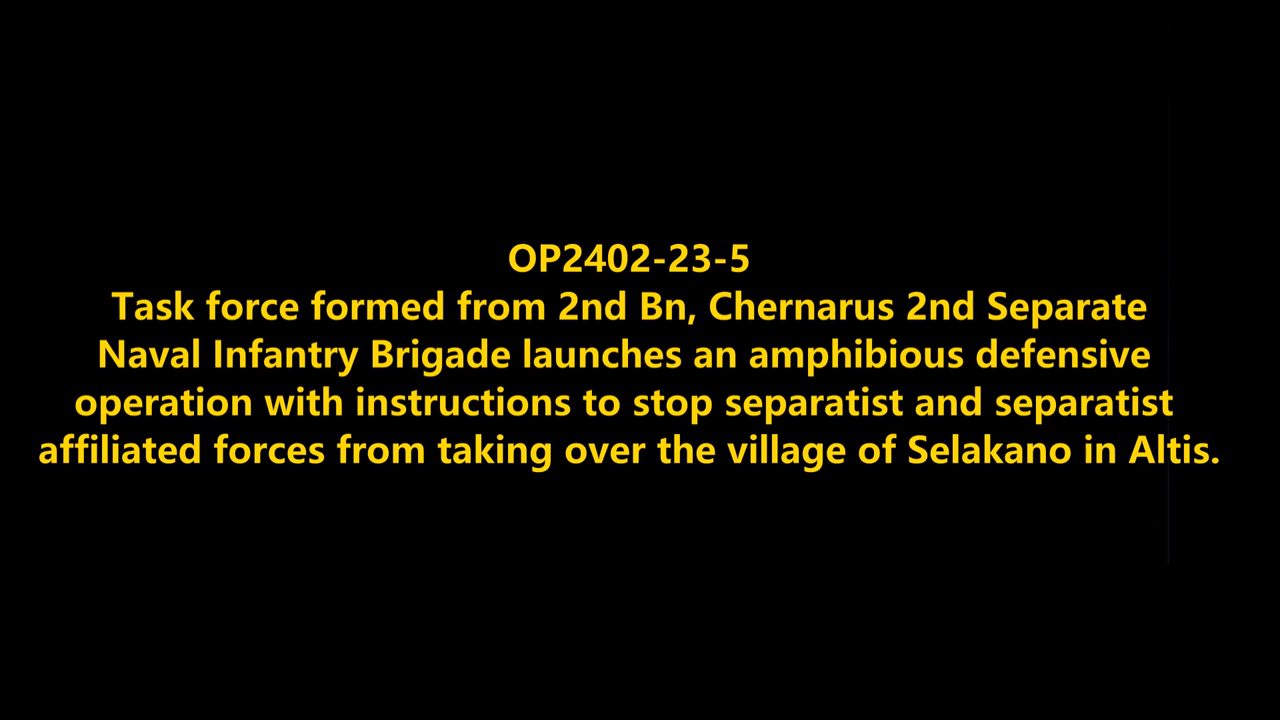 OP2402-23-5
Task force formed from 2nd Bn, Chernarus 2nd Separate
Naval Infantry Brigade launches an amphibious defensive
operation with instructions to stop separatist and separatist
affiliated forces from taking over the village of Selakano in Altis.